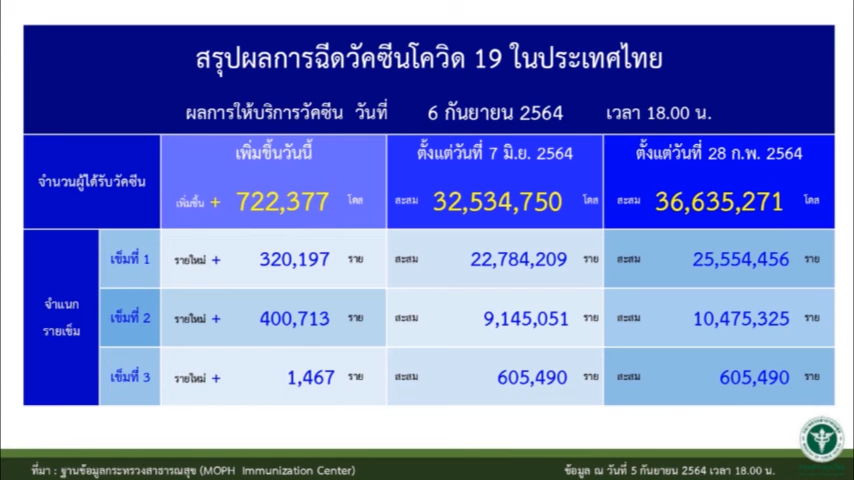 สรุปผลการฉีดวัคซีนโควิด 19 ในประเทศไทย
ผลการให้บริการวัคซีน วันที่ 6 กันยายน 2564 เวลา 18.00 น.
จำนวนผู้ได้รับวัคซีน
เพิ่มขึ้นวันนี้ ตั้งแต่วันที่ 7 มิ.ย. 2564 ตั้งแต่วันที่ 28 ก.พ. 2564
เพิ่มขึ้น + 722,377 โดส สะสม 32,534,750 โดส สะสม 36,635,271 โดส
จำแนก
รายเข็ม
เข็มที่ 1 รายใหม่ + 320,197 ราย สะสม 22,784,209 ราย สะสม 25,554,456 ราย
เข็มที่ 2 รายใหม่ + 400,713 ราย สะสม 9,145,051 ราย สะสม 10,475,325 ราย
เข็มที่ 3 รายใหม่ + 1,467 ราย สะสม 605,490 ราย สะสม 605,490 ราย
ที่มา : ฐานข้อมูลกระทรวงสาธารณสุข (MOPH Immunization Center) ข้อมูล ณ วันที่ 5 กันยายน 2564 เวลา 18.00 น.